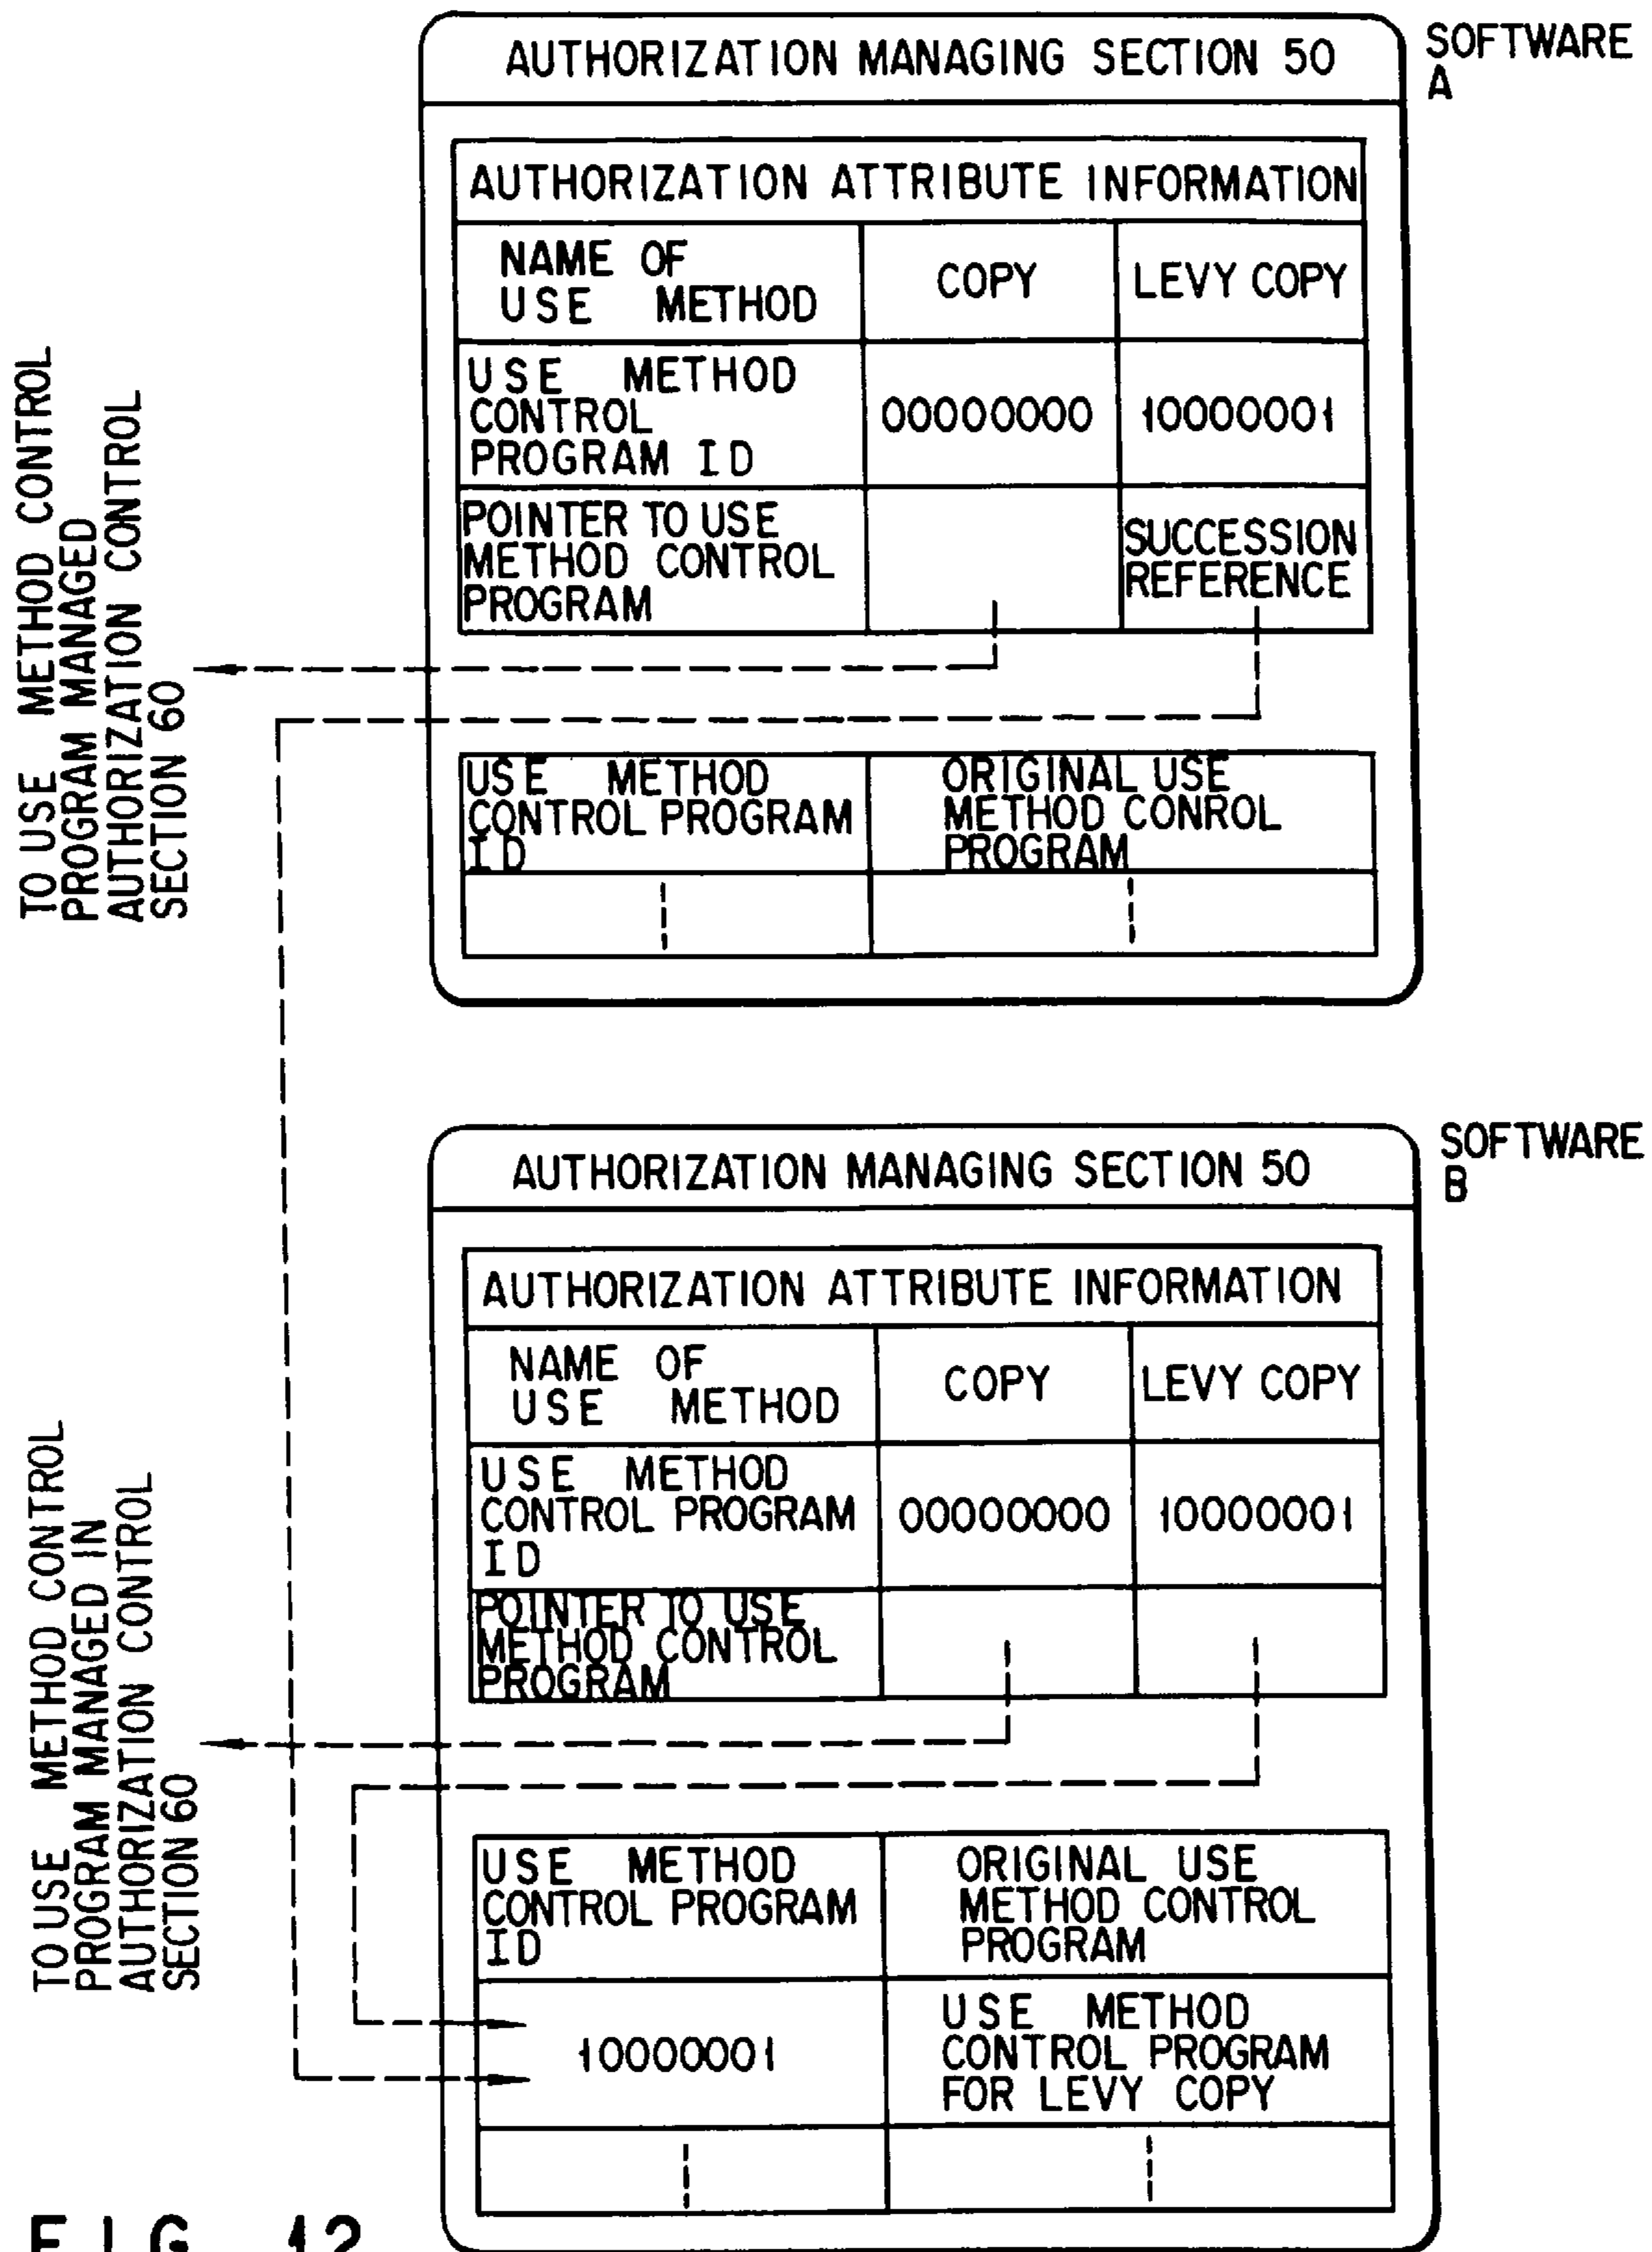 AUTHORIZATION MANAGING SECTION 50
SOFTWARE
A
AUTHORIZATION ATTRIBUTE INFORMATION
NAME OF
USE METHOD
COPY
LEVY COPY
USE METHOD
CONTROL
PROGRAM ID
00000000
10000001
POINTER TO USE
METHOD CONTROL
PROGRAM
SUCCESSION
REFERENCE
TO USE METHOD CONTROL
PROGRAM MANAGED
AUTHORIZATION CONTROL
SECTION 60
USE METHOD
CONTROL PROGRAM
ID
ORIGINAL USE
METHOD CONROL
PROGRAM
AUTHORIZATION MANAGING SECTION 50
SOFTWARE
B
AUTHORIZATION ATTRIBUTE INFORMATION
NAME OF
USE METHOD
COPY
LEVY COPY
USE METHOD
CONTROL PROGRAM
ID
00000000
10000001
POINTER TO USE
METHOD CONTROL
PROGRAM
TO USE METHOD CONTROL
PROGRAM MANAGED IN
AUTHORIZATION CONTROL
SECTION 60
USE METHOD
CONTROL PROGRAM
ID
ORIGINAL USE
METHOD CONTROL
PROGRAM
10000001
USE METHOD
CONTROL PROGRAM
FOR LEVY COPY
FIG. 12